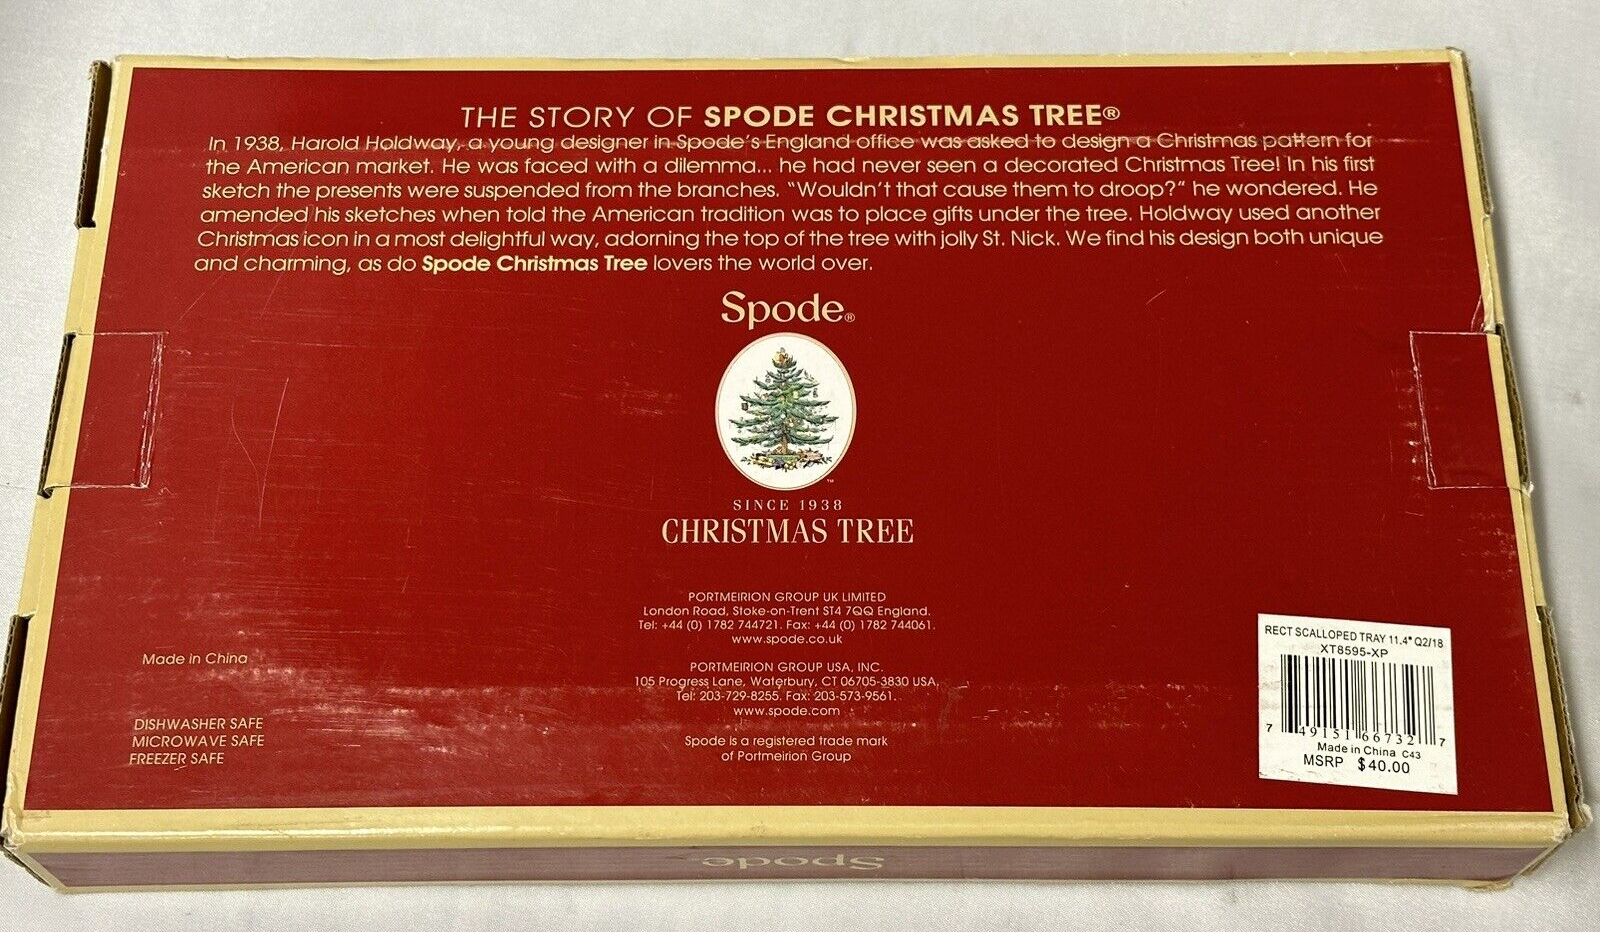 THE STORY OF SPODE CHRISTMAS TREE®
In 1938, Harold Holdway, a young designer in Spode's England office was asked to design a Christmas pattern for
the American market. He was faced with a dilemma... he had never seen a decorated Christmas Tree! In his first
sketch the presents were suspended from the branches. "Wouldn't that cause them to droop?" he wondered. He
amended his sketches when told the American tradition was to place gifts under the tree. Holdway used another
Christmas icon in a most delightful way, adorning the top of the tree with jolly St. Nick. We find his design both unique
and charming, as do Spode Christmas Tree lovers the world over.
Spode®
TM
SINCE 1938
CHRISTMAS TREE
PORTMEIRION GROUP UK LIMITED
London Road, Stoke-on-Trent ST4 7QQ England.
Tel: +44 (0) 1782 744721. Fax: +44 (0) 1782 744061.
www.spode.co.uk
PORTMEIRION GROUP USA, INC.
105 Progress Lane, Waterbury, CT 06705-3830 USA.
Tel: 203-729-8255. Fax: 203-573-9561.
www.spode.com
Spode is a registered trade mark
of Portmeirion Group
Made in China
DISHWASHER SAFE
MICROWAVE SAFE
FREEZER SAFE
RECT SCALLOPED TRAY 11.4" Q2/18
XT8595-XP
7 49151 66732 7
Made in China C43
MSRP $40.00
Spode